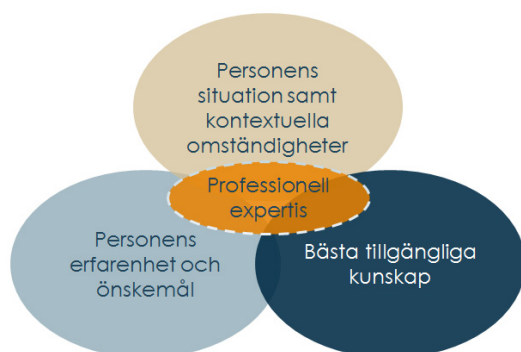 Personens
situation samt
kontextuella
omständigheter
Professionell
expertis
Personens
erfarenhet och
önskemål
Bästa tillgängliga
kunskap